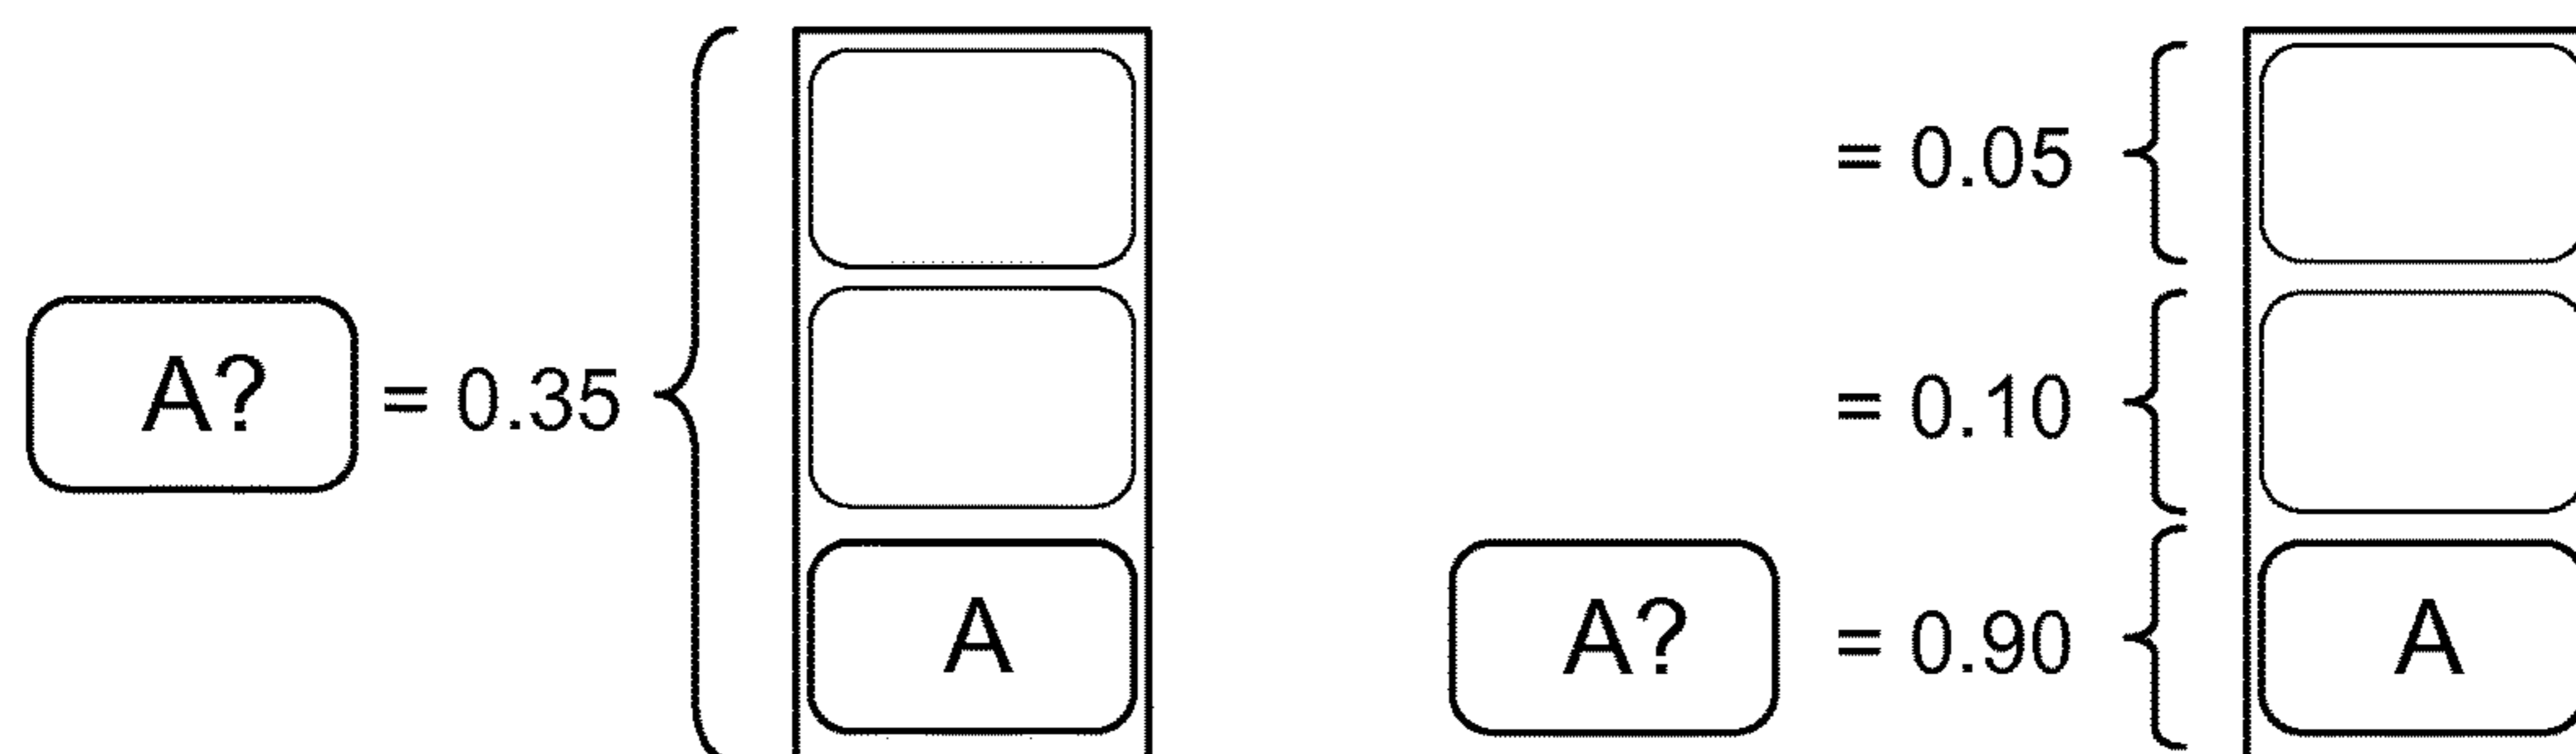 A? = 0.35
A
= 0.05
= 0.10
A? = 0.90
A